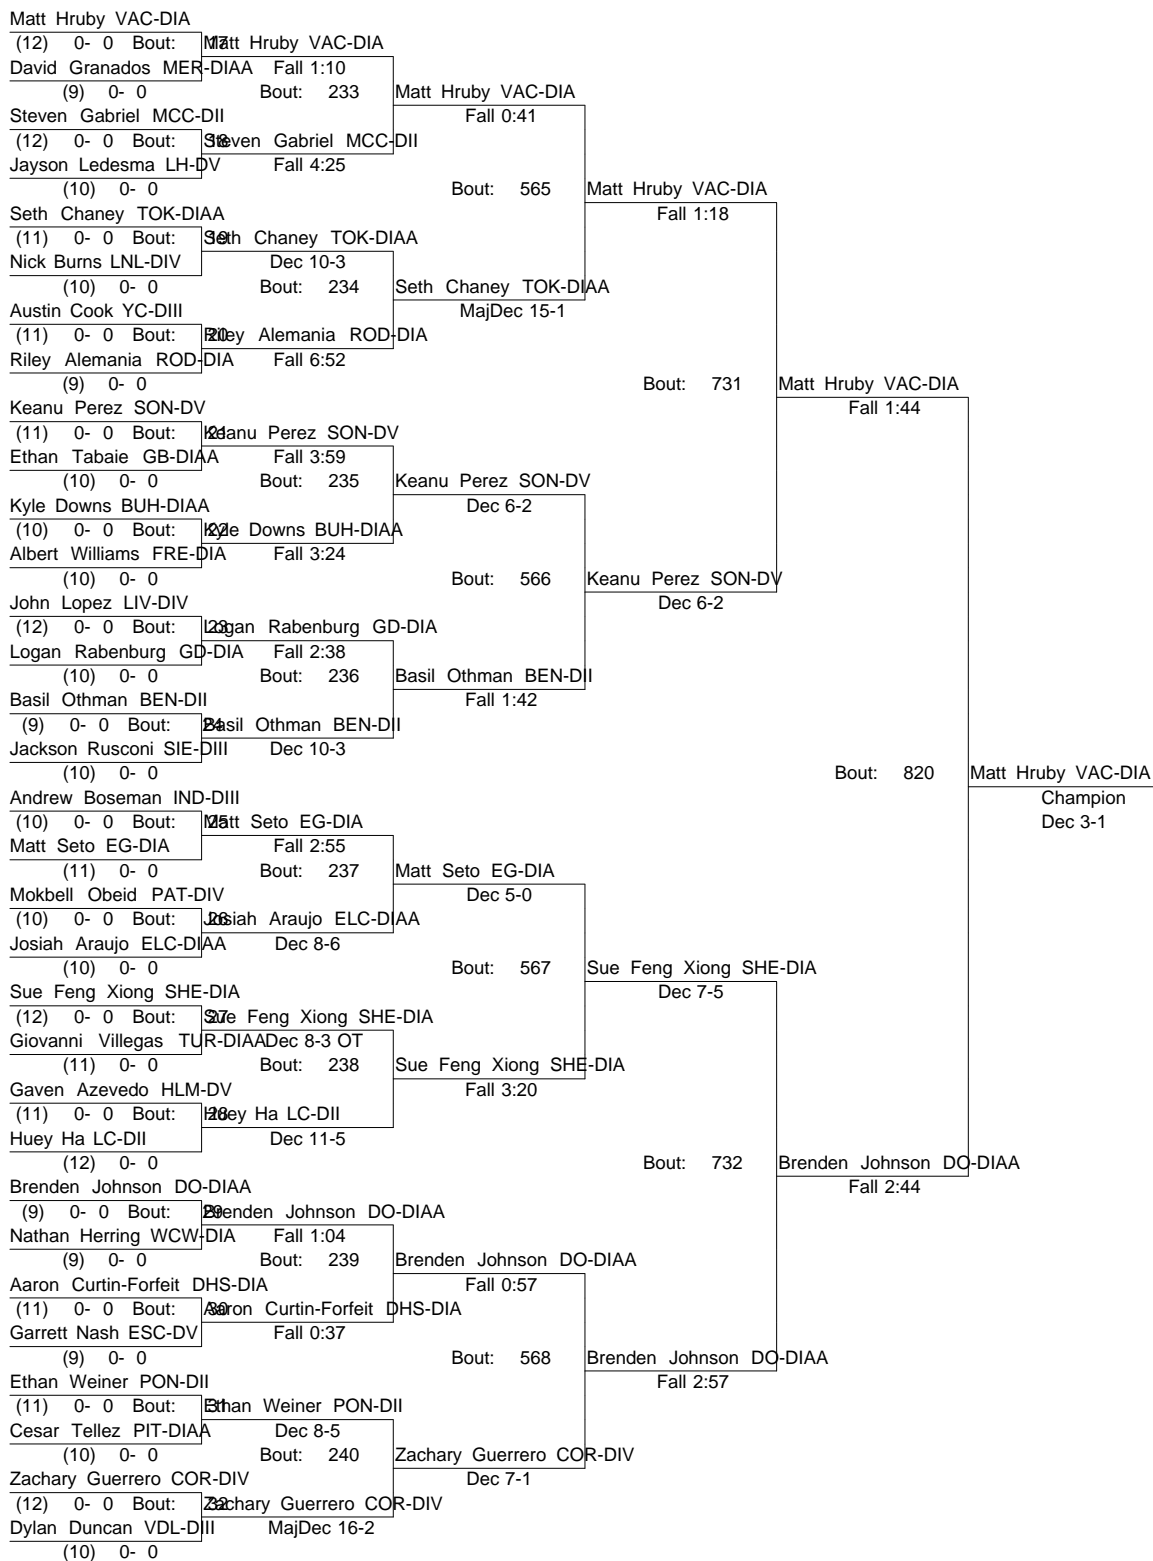 Matt Hruby VAC-DIA
(12) 0- 0 Bout: 17 Matt Hruby VAC-DIA
David Granados MER-DIAA Fall 1:10
(9) 0- 0 Bout: 233 Matt Hruby VAC-DIA
Steven Gabriel MCC-DII Fall 0:41
(12) 0- 0 Bout: 18 Steven Gabriel MCC-DII
Jayson Ledesma LH-DV Fall 4:25
(10) 0- 0 Bout: 565 Matt Hruby VAC-DIA
Seth Chaney TOK-DIAA Fall 1:18
(11) 0- 0 Bout: 19 Seth Chaney TOK-DIAA
Nick Burns LNL-DIV Dec 10-3
(10) 0- 0 Bout: 234 Seth Chaney TOK-DIAA
Austin Cook YC-DIII MajDec 15-1
(11) 0- 0 Bout: 20 Riley Alemania ROD-DIA
Riley Alemania ROD-DIA Fall 6:52
(9) 0- 0 Bout: 731 Matt Hruby VAC-DIA
Keanu Perez SON-DV Fall 1:44
(11) 0- 0 Bout: 21 Keanu Perez SON-DV
Ethan Tabaie GB-DIAA Fall 3:59
(10) 0- 0 Bout: 235 Keanu Perez SON-DV
Kyle Downs BUH-DIAA Dec 6-2
(10) 0- 0 Bout: 22 Kyle Downs BUH-DIAA
Albert Williams FRE-DIA Fall 3:24
(10) 0- 0 Bout: 566 Keanu Perez SON-DV
John Lopez LIV-DIV Dec 6-2
(12) 0- 0 Bout: 23 Logan Rabenburg GD-DIA
Logan Rabenburg GD-DIA Fall 2:38
(10) 0- 0 Bout: 236 Basil Othman BEN-DII
Basil Othman BEN-DII Fall 1:42
(9) 0- 0 Bout: 24 Basil Othman BEN-DII
Jackson Rusconi SIE-DIII Dec 10-3
(10) 0- 0 Bout: 820 Matt Hruby VAC-DIA
Andrew Boseman IND-DIII Champion
(10) 0- 0 Bout: 25 Matt Seto EG-DIA Dec 3-1
Matt Seto EG-DIA Fall 2:55
(11) 0- 0 Bout: 237 Matt Seto EG-DIA
Mokbell Obeid PAT-DIV Dec 5-0
(10) 0- 0 Bout: 26 Josiah Araujo ELC-DIAA
Josiah Araujo ELC-DIAA Dec 8-6
(10) 0- 0 Bout: 567 Sue Feng Xiong SHE-DIA
Sue Feng Xiong SHE-DIA Dec 7-5
(12) 0- 0 Bout: 27 Sue Feng Xiong SHE-DIA
Giovanni Villegas TUR-DIAA Dec 8-3 OT
(11) 0- 0 Bout: 238 Sue Feng Xiong SHE-DIA
Gaven Azevedo HLM-DV Fall 3:20
(11) 0- 0 Bout: 28 Huey Ha LC-DII
Huey Ha LC-DII Dec 11-5
(12) 0- 0 Bout: 732 Brenden Johnson DO-DIAA
Brenden Johnson DO-DIAA Fall 2:44
(9) 0- 0 Bout: 29 Brenden Johnson DO-DIAA
Nathan Herring WCW-DIA Fall 1:04
(9) 0- 0 Bout: 239 Brenden Johnson DO-DIAA
Aaron Curtin-Forfeit DHS-DIA Fall 0:57
(11) 0- 0 Bout: 30 Aaron Curtin-Forfeit DHS-DIA
Garrett Nash ESC-DV Fall 0:37
(9) 0- 0 Bout: 568 Brenden Johnson DO-DIAA
Ethan Weiner PON-DII Fall 2:57
(11) 0- 0 Bout: 31 Ethan Weiner PON-DII
Cesar Tellez PIT-DIAA Dec 8-5
(10) 0- 0 Bout: 240 Zachary Guerrero COR-DIV
Zachary Guerrero COR-DIV Dec 7-1
(12) 0- 0 Bout: 32 Zachary Guerrero COR-DIV
Dylan Duncan VDL-DIII MajDec 16-2
(10) 0- 0